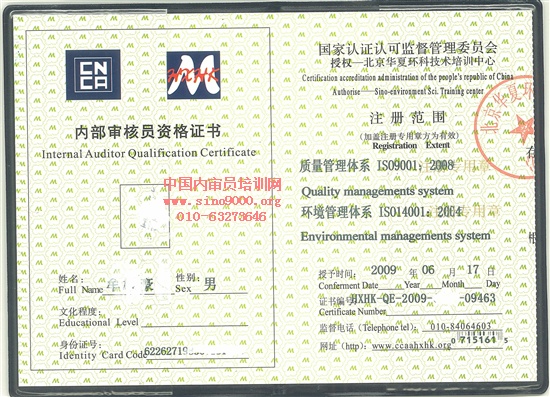 CNCA
HXHK
内部审核员资格证书
Internal Auditor Qualification Certificate
中国内审员培训网
www.sino9000.org
010-63273646
姓名:
Full Name
性别: 男
Sex
文化程度:
Educational Level
身份证号:
Identity Card Code
国家认证认可监督管理委员会
授权—北京华夏环科技术培训中心
Certification accreditation administration of the people's republic of China
Authorise——Sino-environment Sci. Training center
注册范围
(加盖注册专用章方为有效)
Registration Extent
质量管理体系 ISO9001:2008
Quality managements system
环境管理体系 ISO14001:2004
Environmental managements system
北京华夏环
授予时间: 2009 年 06 月 17 日
Conferment Date Year Month Day
证书编号 HXHK-QE-2009- -09463
Certificate Number
监督电话(Telephone tel): 010-84064603
网址(http): www.ccaahxhk.org
0715161